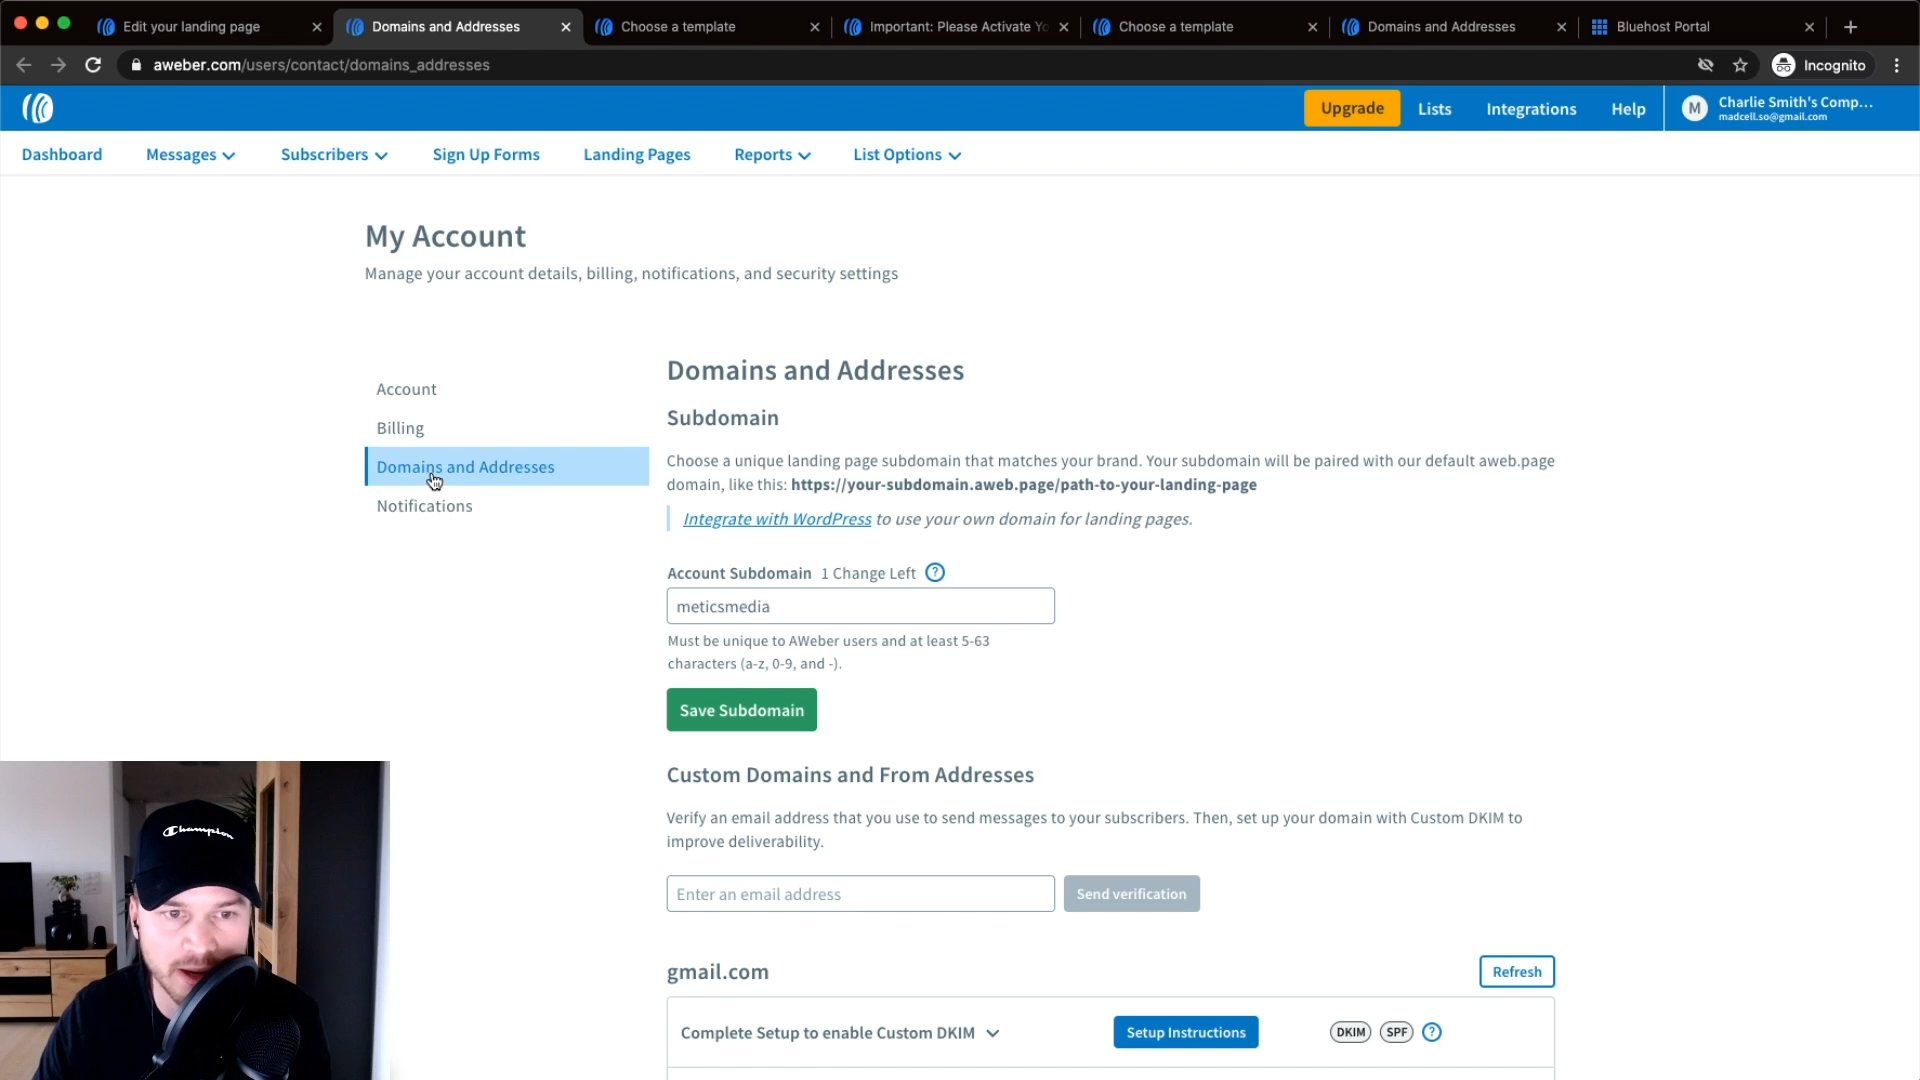 Edit your landing page
Domains and Addresses
Choose a template
Important: Please Activate Yo
Choose a template
Domains and Addresses
Bluehost Portal
aweber.com/users/contact/domains_addresses
Incognito
Upgrade
Lists
Integrations
Help
M
Charlie Smith's Comp...
madcell.so@gmail.com
Dashboard
Messages
Subscribers
Sign Up Forms
Landing Pages
Reports
List Options
My Account
Manage your account details, billing, notifications, and security settings
Account
Billing
Domains and Addresses
Notifications
Domains and Addresses
Subdomain
Choose a unique landing page subdomain that matches your brand. Your subdomain will be paired with our default aweb.page
domain, like this: https://your-subdomain.aweb.page/path-to-your-landing-page
Integrate with WordPress to use your own domain for landing pages.
Account Subdomain 1 Change Left ?
meticsmedia
Must be unique to AWeber users and at least 5-63
characters (a-z, 0-9, and -).
Save Subdomain
Custom Domains and From Addresses
Verify an email address that you use to send messages to your subscribers. Then, set up your domain with Custom DKIM to
improve deliverability.
Enter an email address
Send verification
gmail.com
Refresh
Complete Setup to enable Custom DKIM
Setup Instructions
DKIM
SPF
?
Champion